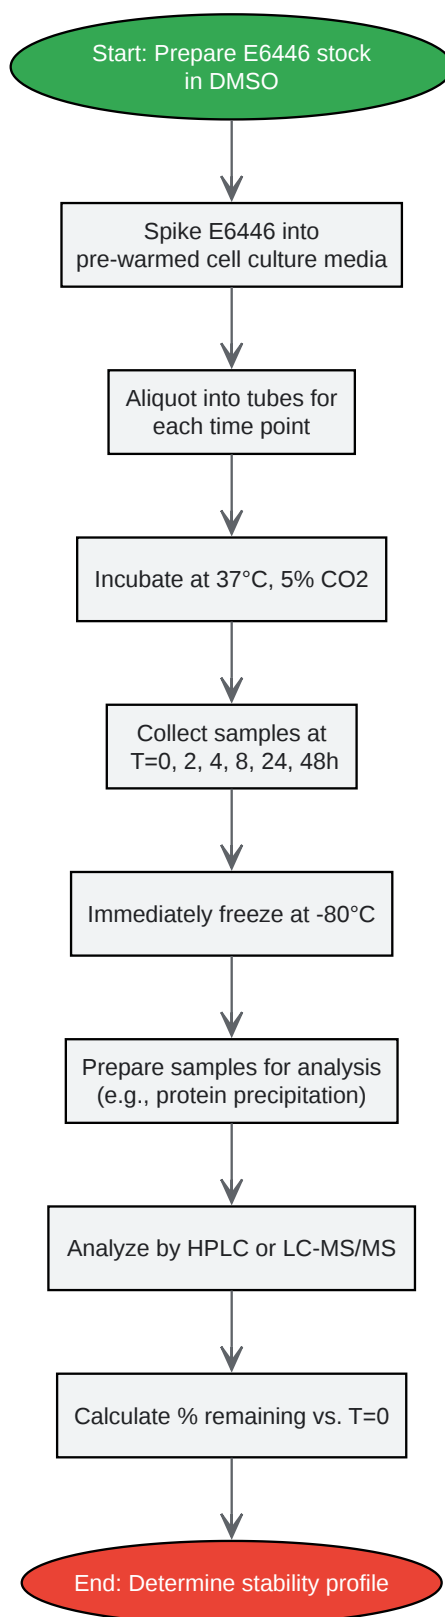 Start: Prepare E6446 stock
in DMSO
Spike E6446 into
pre-warmed cell culture media
Aliquot into tubes for
each time point
Incubate at 37°C, 5% CO2
Collect samples at
T=0, 2, 4, 8, 24, 48h
Immediately freeze at -80°C
Prepare samples for analysis
(e.g., protein precipitation)
Analyze by HPLC or LC-MS/MS
Calculate % remaining vs. T=0
End: Determine stability profile